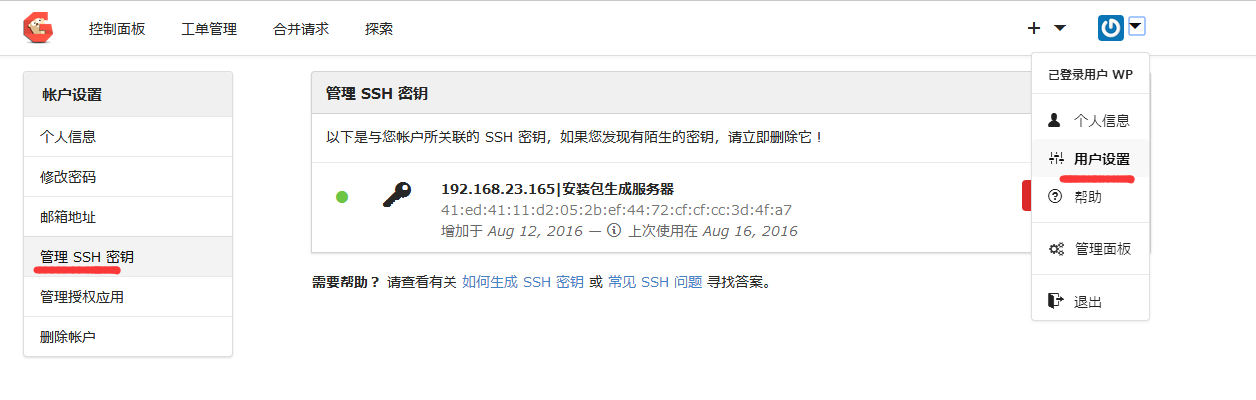 控制面板 工单管理 合并请求 探索
已登录用户 WP
个人信息
用户设置
帮助
管理面板
退出
帐户设置
个人信息
修改密码
邮箱地址
管理 SSH 密钥
管理授权应用
删除帐户
管理 SSH 密钥
以下是与您帐户所关联的 SSH 密钥，如果您发现有陌生的密钥，请立即删除它！
192.168.23.165|安装包生成服务器
41:ed:41:11:d2:05:2b:ef:44:72:cf:cf:cc:3d:4f:a7
增加于 Aug 12, 2016 — 上次使用在 Aug 16, 2016
需要帮助？ 请查看有关 如何生成 SSH 密钥 或 常见 SSH 问题 寻找答案。